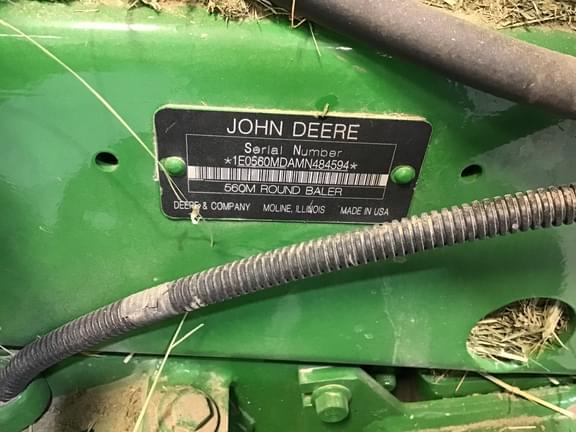 JOHN DEERE
Serial Number
*1E0560MDAMN484594*
560M ROUND BALER
DEERE & COMPANY MOLINE, ILLINOIS MADE IN USA